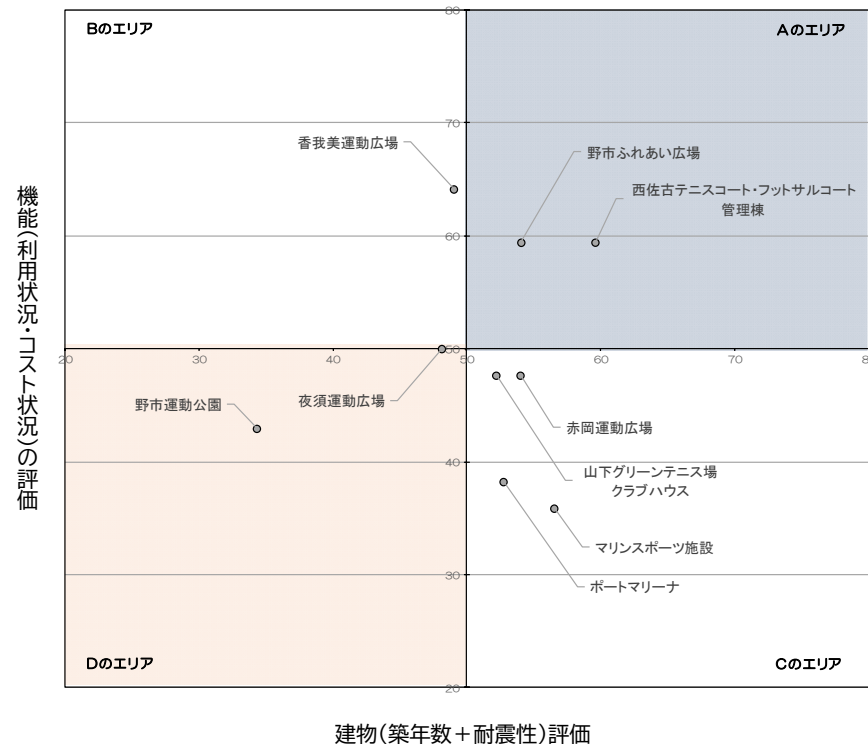 80
Bのエリア
Aのエリア
70
香我美運動広場
野市ふれあい広場
西佐古テニスコート・フットサルコート
管理棟
60
機能(利用状況・コスト状況)の評価
20
30
40
50
60
70
80
野市運動公園
夜須運動広場
赤岡運動広場
40
山下グリーンテニス場
クラブハウス
マリンスポーツ施設
30
ポートマリーナ
Dのエリア
Cのエリア
20
建物(築年数+耐震性)評価